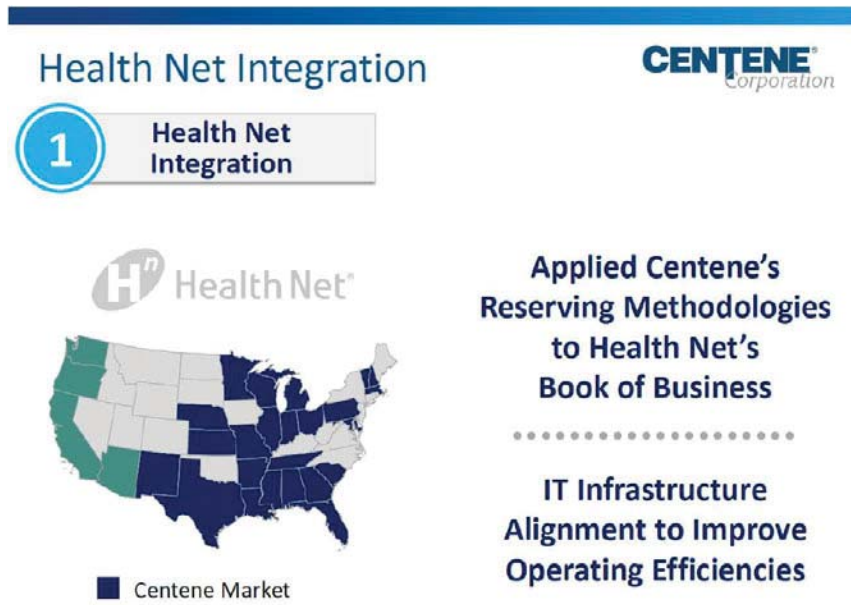 Health Net Integration
CENTENE®
Corporation
1
Health Net
Integration
Hn Health Net®
Applied Centene's
Reserving Methodologies
to Health Net's
Book of Business
IT Infrastructure
Alignment to Improve
Operating Efficiencies
Centene Market